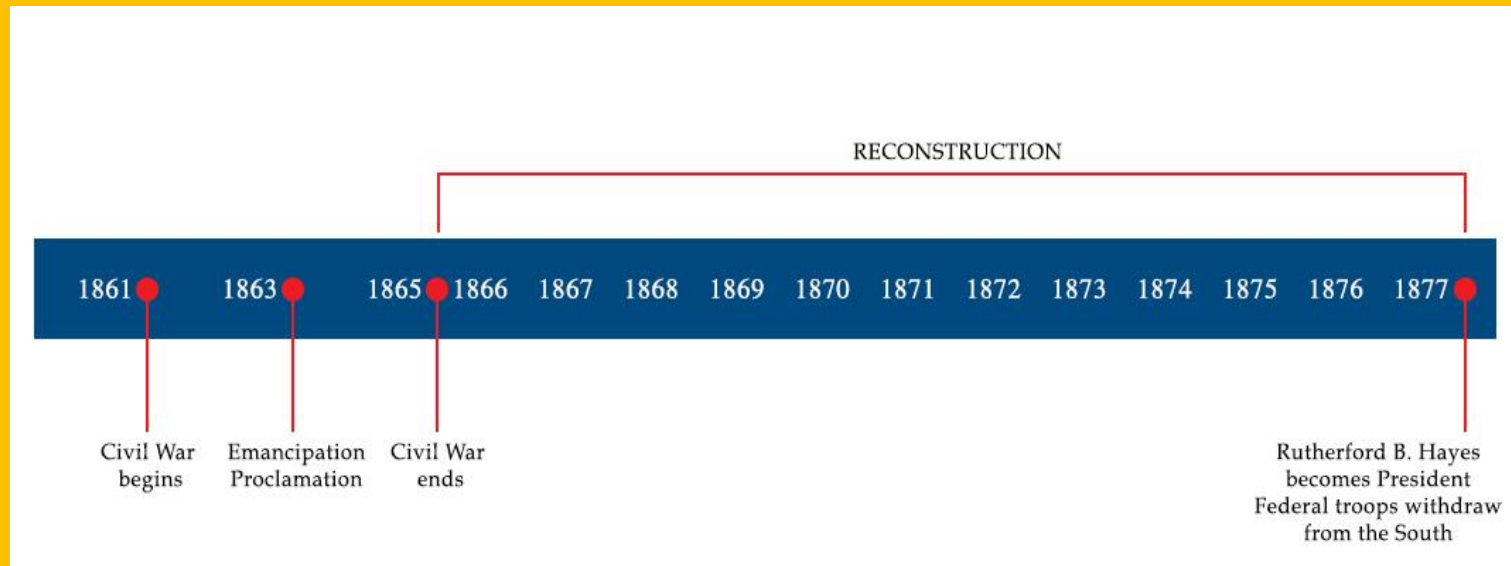 RECONSTRUCTION
1861 1863 1865 1866 1867 1868 1869 1870 1871 1872 1873 1874 1875 1876 1877
Civil War
begins
Emancipation
Proclamation
Civil War
ends
Rutherford B. Hayes
becomes President
Federal troops withdraw
from the South